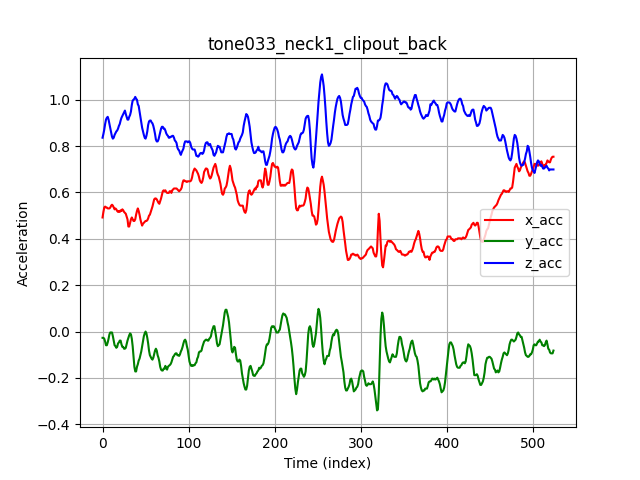 tone033_neck1_clipout_back
Acceleration
1.0
0.8
0.6
0.4
0.2
0.0
−0.2
−0.4
x_acc
y_acc
z_acc
0 100 200 300 400 500
Time (index)